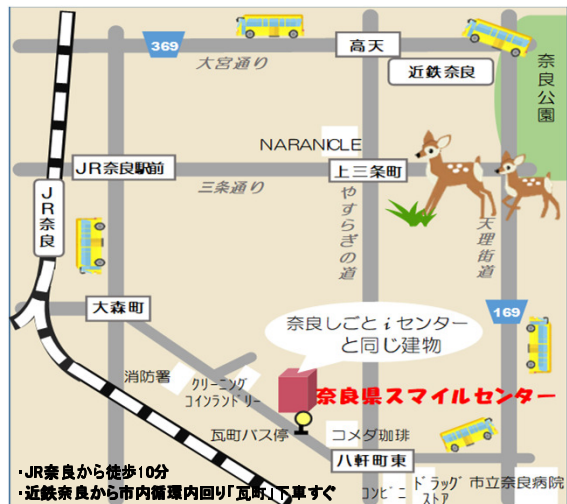 369
高天
大宮通り
近鉄奈良
奈良公園
NARANICLE
JR奈良駅前
上三条町
三条通り
JR奈良
やすらぎの道
天理街道
大森町
169
奈良しごとiセンター
と同じ建物
消防署
クリーニング
コインランドリー
奈良県スマイルセンター
瓦町バス停
コメダ珈琲
八軒町東
・JR奈良から徒歩10分
・近鉄奈良から市内循環内回り「瓦町」下車すぐ
コンビニ
ドラッグ
ストア
市立奈良病院